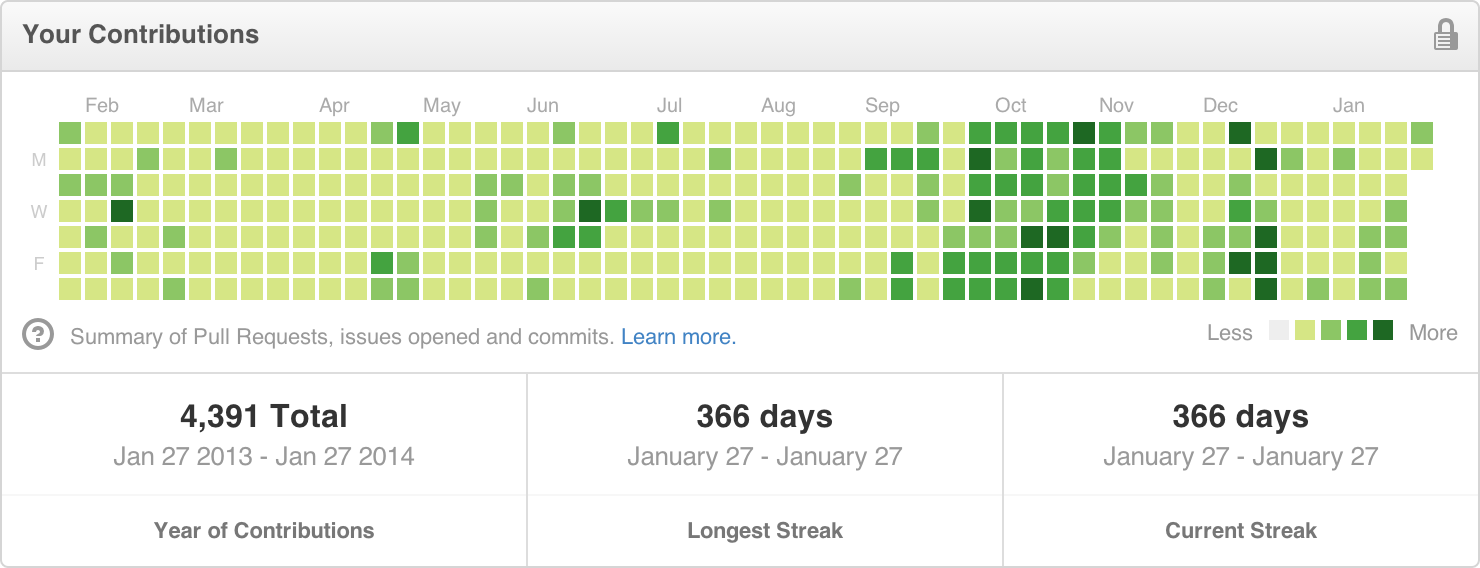 Your Contributions
Feb Mar Apr May Jun Jul Aug Sep Oct Nov Dec Jan
M
W
F
? Summary of Pull Requests, issues opened and commits. Learn more.
Less More
4,391 Total 366 days 366 days
Jan 27 2013 - Jan 27 2014 January 27 - January 27 January 27 - January 27
Year of Contributions Longest Streak Current Streak